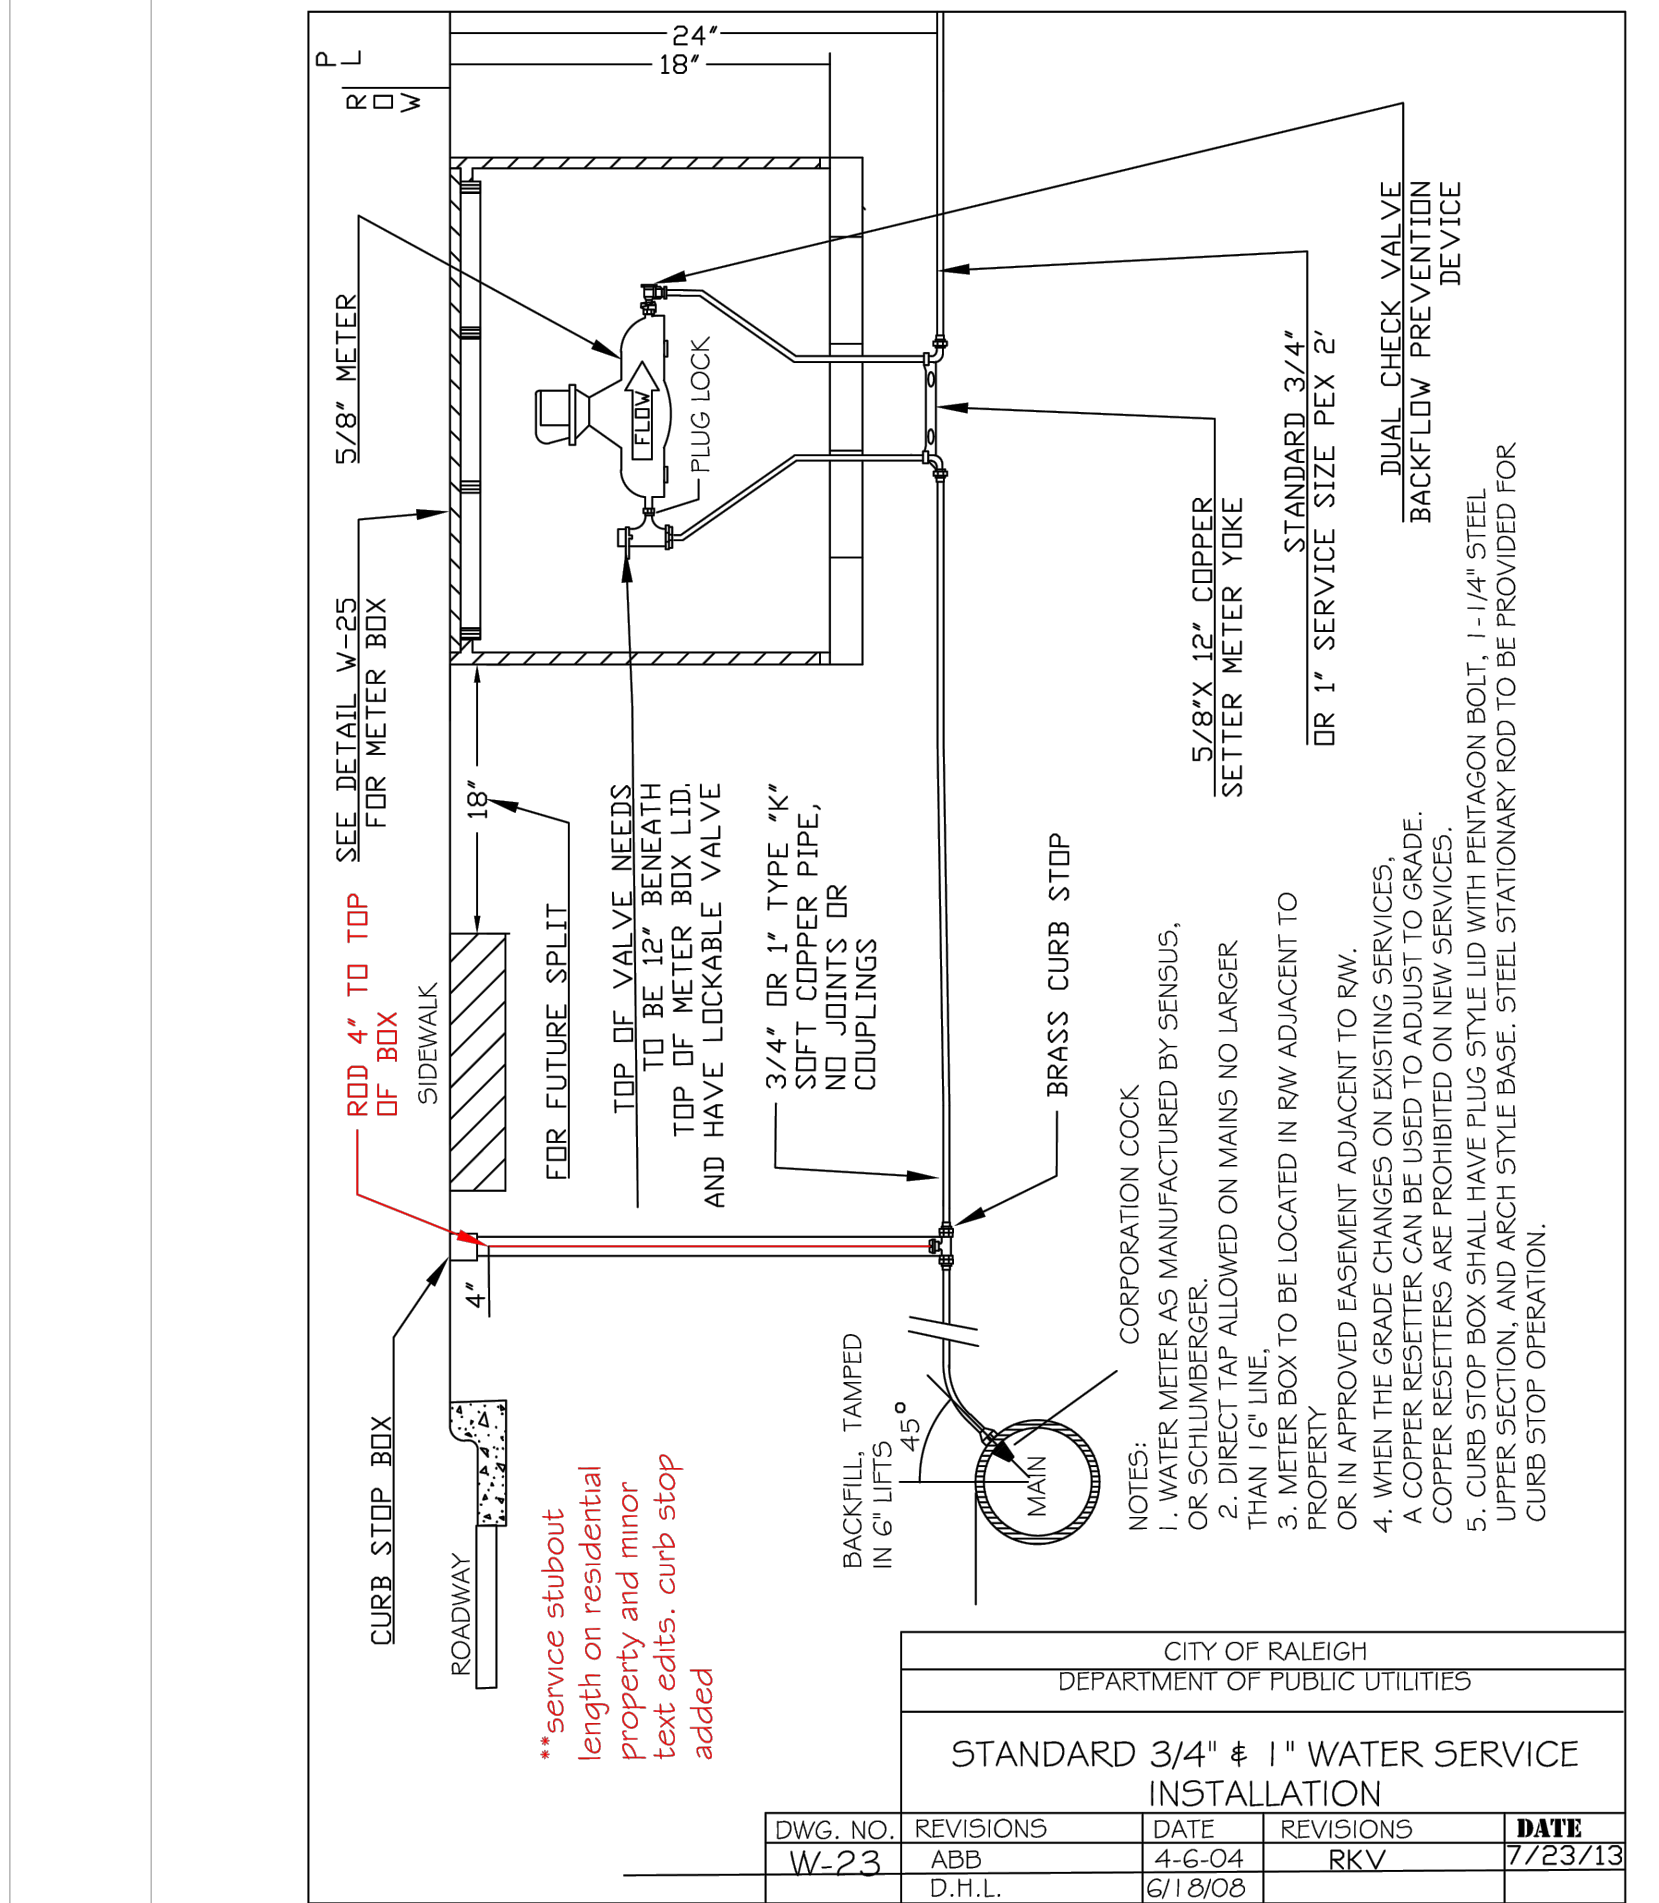 24"
18"
P
L
R
O
W
5/8" METER
SEE DETAIL W-25
FOR METER BOX
ROD 4" TO TOP
OF BOX
SIDEWALK
18"
FOR FUTURE SPLIT
FLOW
PLUG LOCK
TOP OF VALVE NEEDS
TO BE 12" BENEATH
TOP OF METER BOX LID.
AND HAVE LOCKABLE VALVE
3/4" OR 1" TYPE "K"
SOFT COPPER PIPE,
NO JOINTS OR
COUPLINGS
BRASS CURB STOP
5/8"X 12" COPPER
SETTER METER YOKE
STANDARD 3/4"
OR 1" SERVICE SIZE PEX 2'
DUAL CHECK VALVE
BACKFLOW PREVENTION
DEVICE
4"
CURB STOP BOX
ROADWAY
**service stubout
length on residential
property and minor
text edits. curb stop
added
BACKFILL, TAMPED
IN 6" LIFTS
45°
MAIN
CORPORATION COCK
NOTES:
1. WATER METER AS MANUFACTURED BY SENSUS,
OR SCHLUMBERGER.
2. DIRECT TAP ALLOWED ON MAINS NO LARGER
THAN 16" LINE,
3. METER BOX TO BE LOCATED IN R/W ADJACENT TO
PROPERTY
OR IN APPROVED EASEMENT ADJACENT TO R/W.
4. WHEN THE GRADE CHANGES ON EXISTING SERVICES,
A COPPER RESETTER CAN BE USED TO ADJUST TO GRADE.
COPPER RESETTERS ARE PROHIBITED ON NEW SERVICES.
5. CURB STOP BOX SHALL HAVE PLUG STYLE LID WITH PENTAGON BOLT, 1-1/4" STEEL
UPPER SECTION, AND ARCH STYLE BASE. STEEL STATIONARY ROD TO BE PROVIDED FOR
CURB STOP OPERATION.
CITY OF RALEIGH
DEPARTMENT OF PUBLIC UTILITIES
STANDARD 3/4" & 1" WATER SERVICE
INSTALLATION
DWG. NO. REVISIONS DATE REVISIONS DATE
W-23 ABB 4-6-04 RKV 7/23/13
D.H.L. 6/18/08